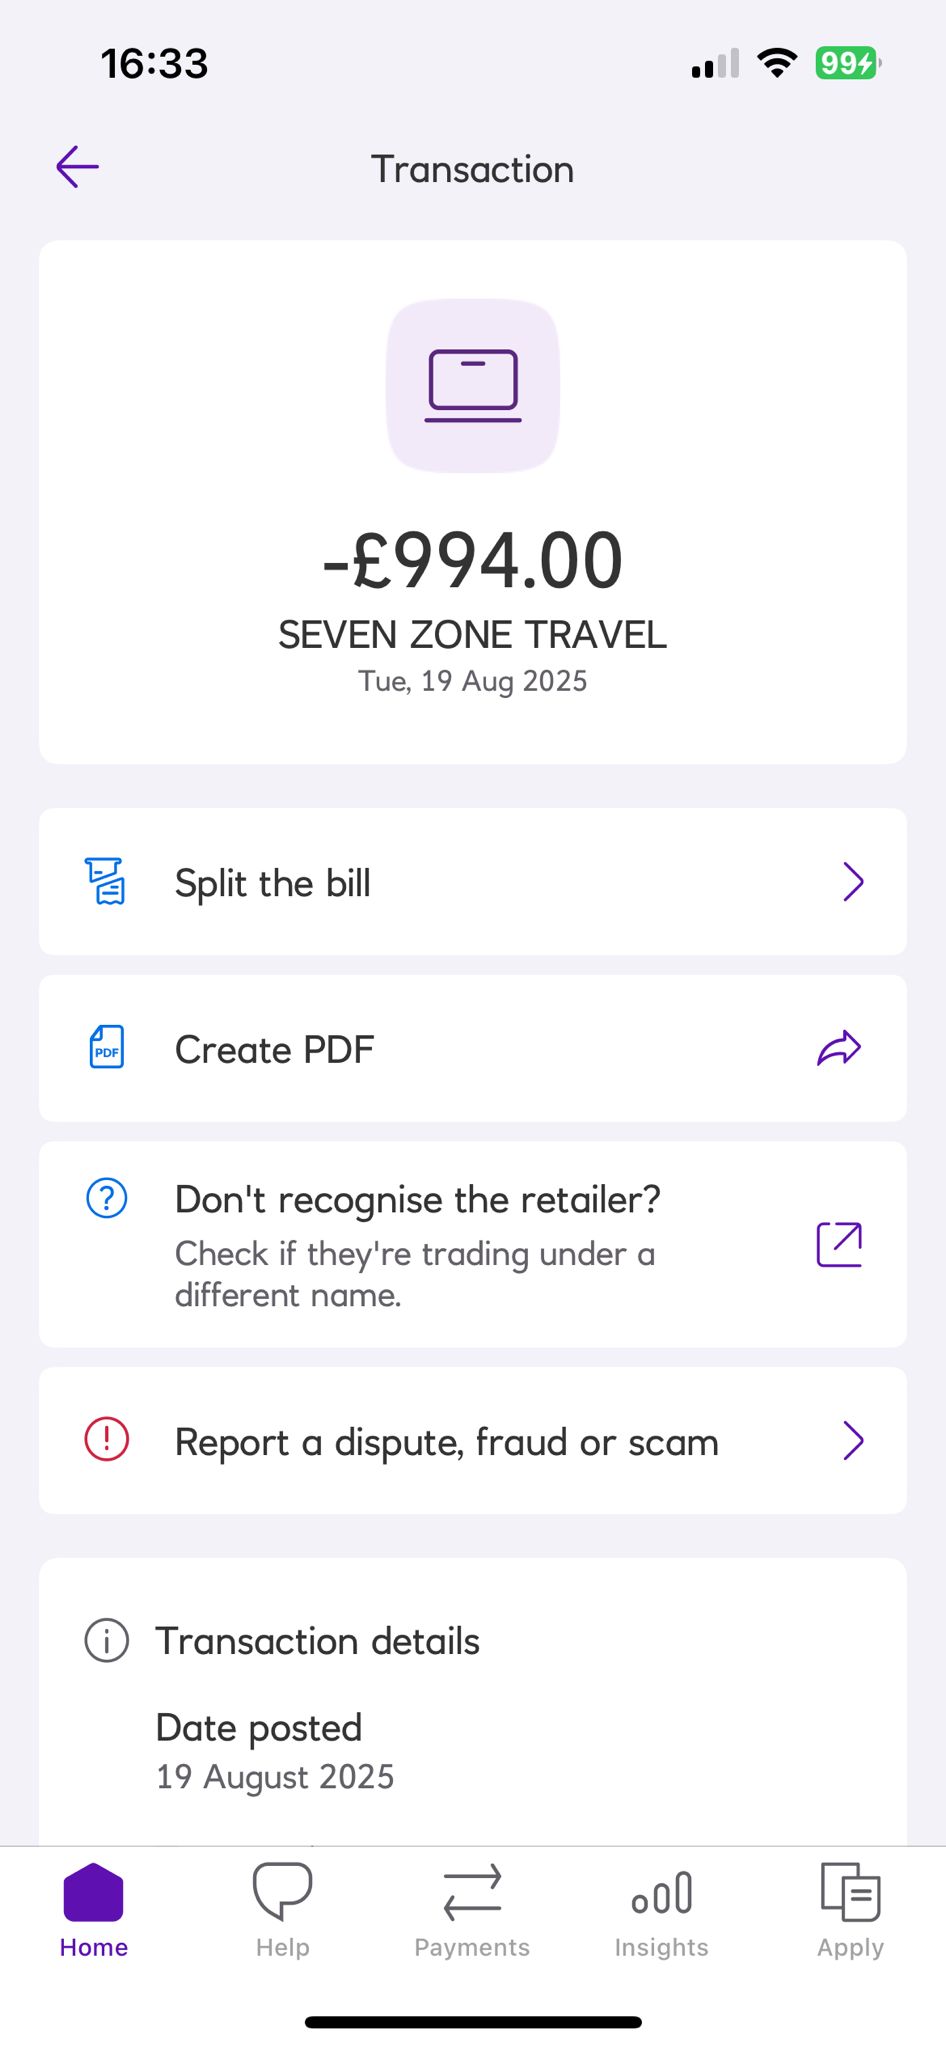 16:33
99
Transaction
-£994.00
SEVEN ZONE TRAVEL
Tue, 19 Aug 2025
Split the bill
PDF
Create PDF
Don't recognise the retailer?
Check if they're trading under a
different name.
Report a dispute, fraud or scam
Transaction details
Date posted
19 August 2025
Home
Help
Payments
Insights
Apply